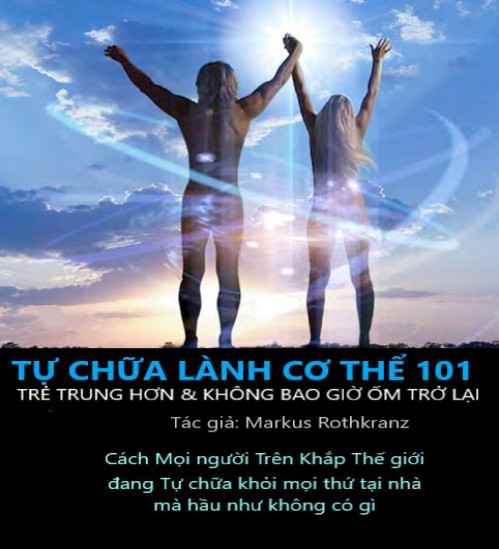 TỰ CHỮA LÀNH CƠ THỂ 101
TRẺ TRUNG HƠN & KHÔNG BAO GIỜ ỐM TRỞ LẠI
Tác giả: Markus Rothkranz
Cách Mọi người Trên Khắp Thế giới
đang Tự chữa khỏi mọi thứ tại nhà
mà hầu như không có gì